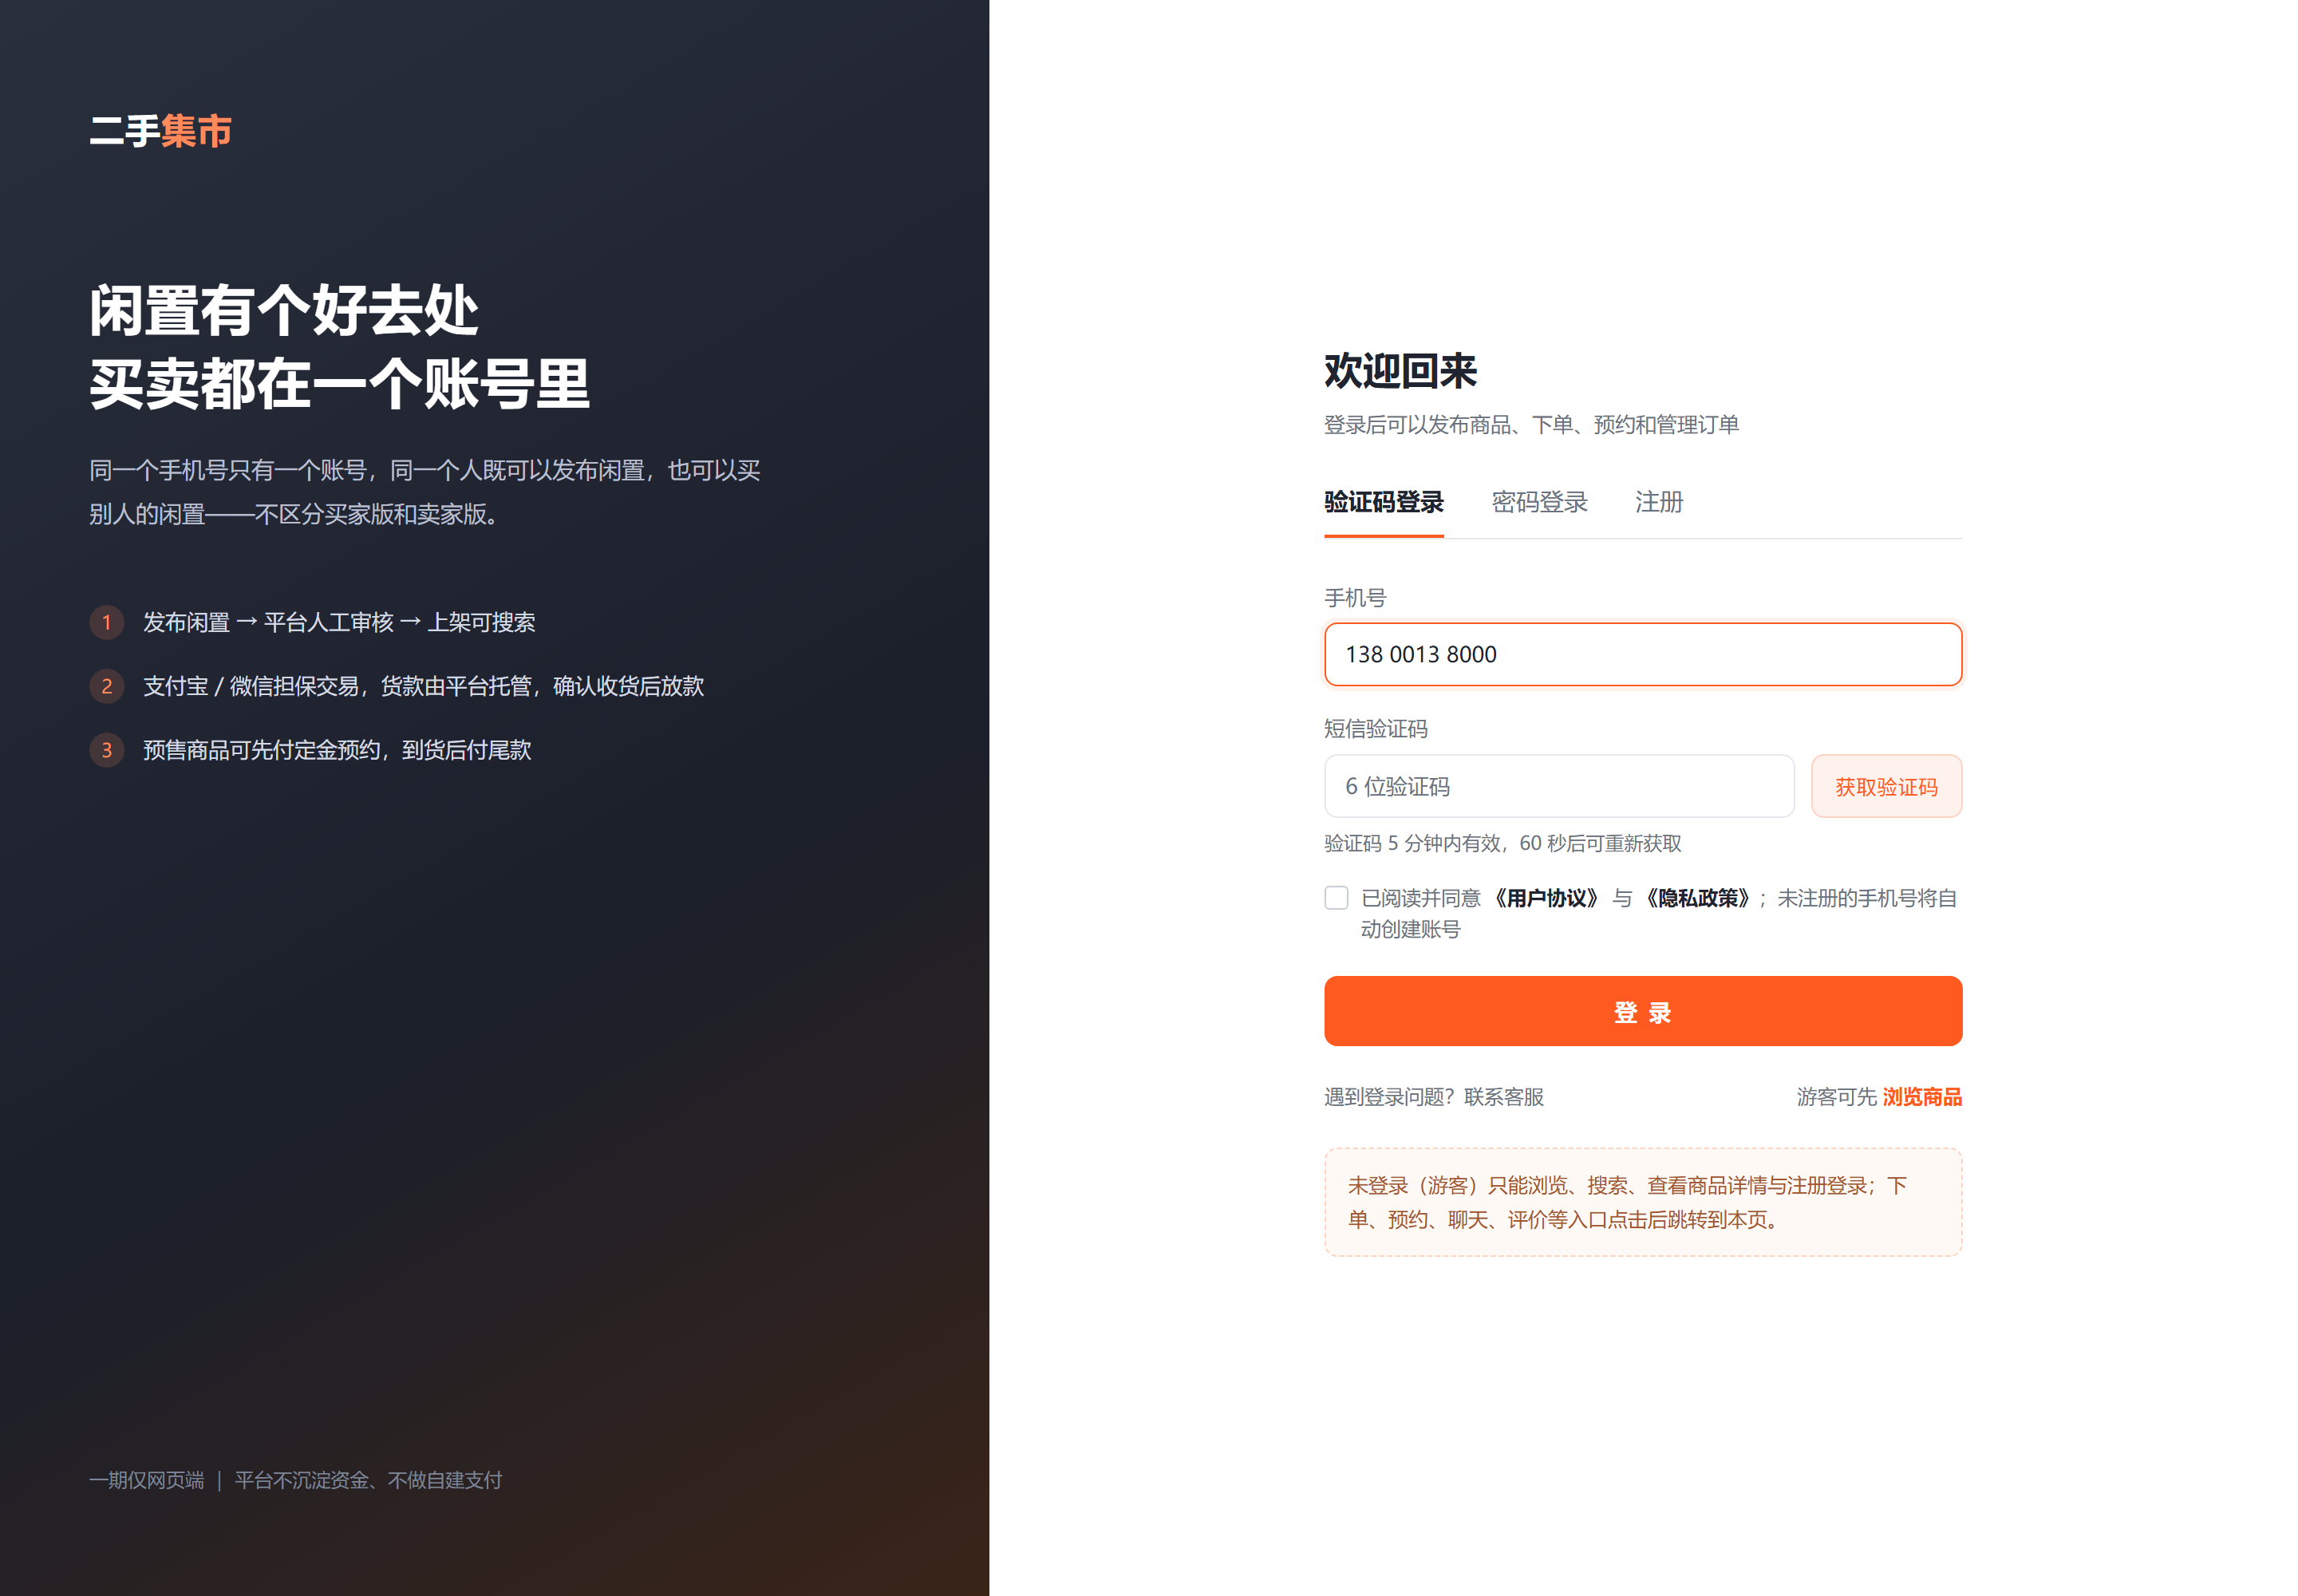 二手集市
闲置有个好去处
买卖都在一个账号里
同一个手机号只有一个账号，同一个人既可以发布闲置，也可以买
别人的闲置——不区分买家版和卖家版。
1 发布闲置 → 平台人工审核 → 上架可搜索
2 支付宝 / 微信担保交易，货款由平台托管，确认收货后放款
3 预售商品可先付定金预约，到货后付尾款
一期仅网页端 ｜ 平台不沉淀资金、不做自建支付
欢迎回来
登录后可以发布商品、下单、预约和管理订单
验证码登录 密码登录 注册
手机号
138 0013 8000
短信验证码
6 位验证码 获取验证码
验证码 5 分钟内有效，60 秒后可重新获取
已阅读并同意 《用户协议》 与 《隐私政策》；未注册的手机号将自
动创建账号
登 录
遇到登录问题？联系客服 游客可先 浏览商品
未登录（游客）只能浏览、搜索、查看商品详情与注册登录；下
单、预约、聊天、评价等入口点击后跳转到本页。